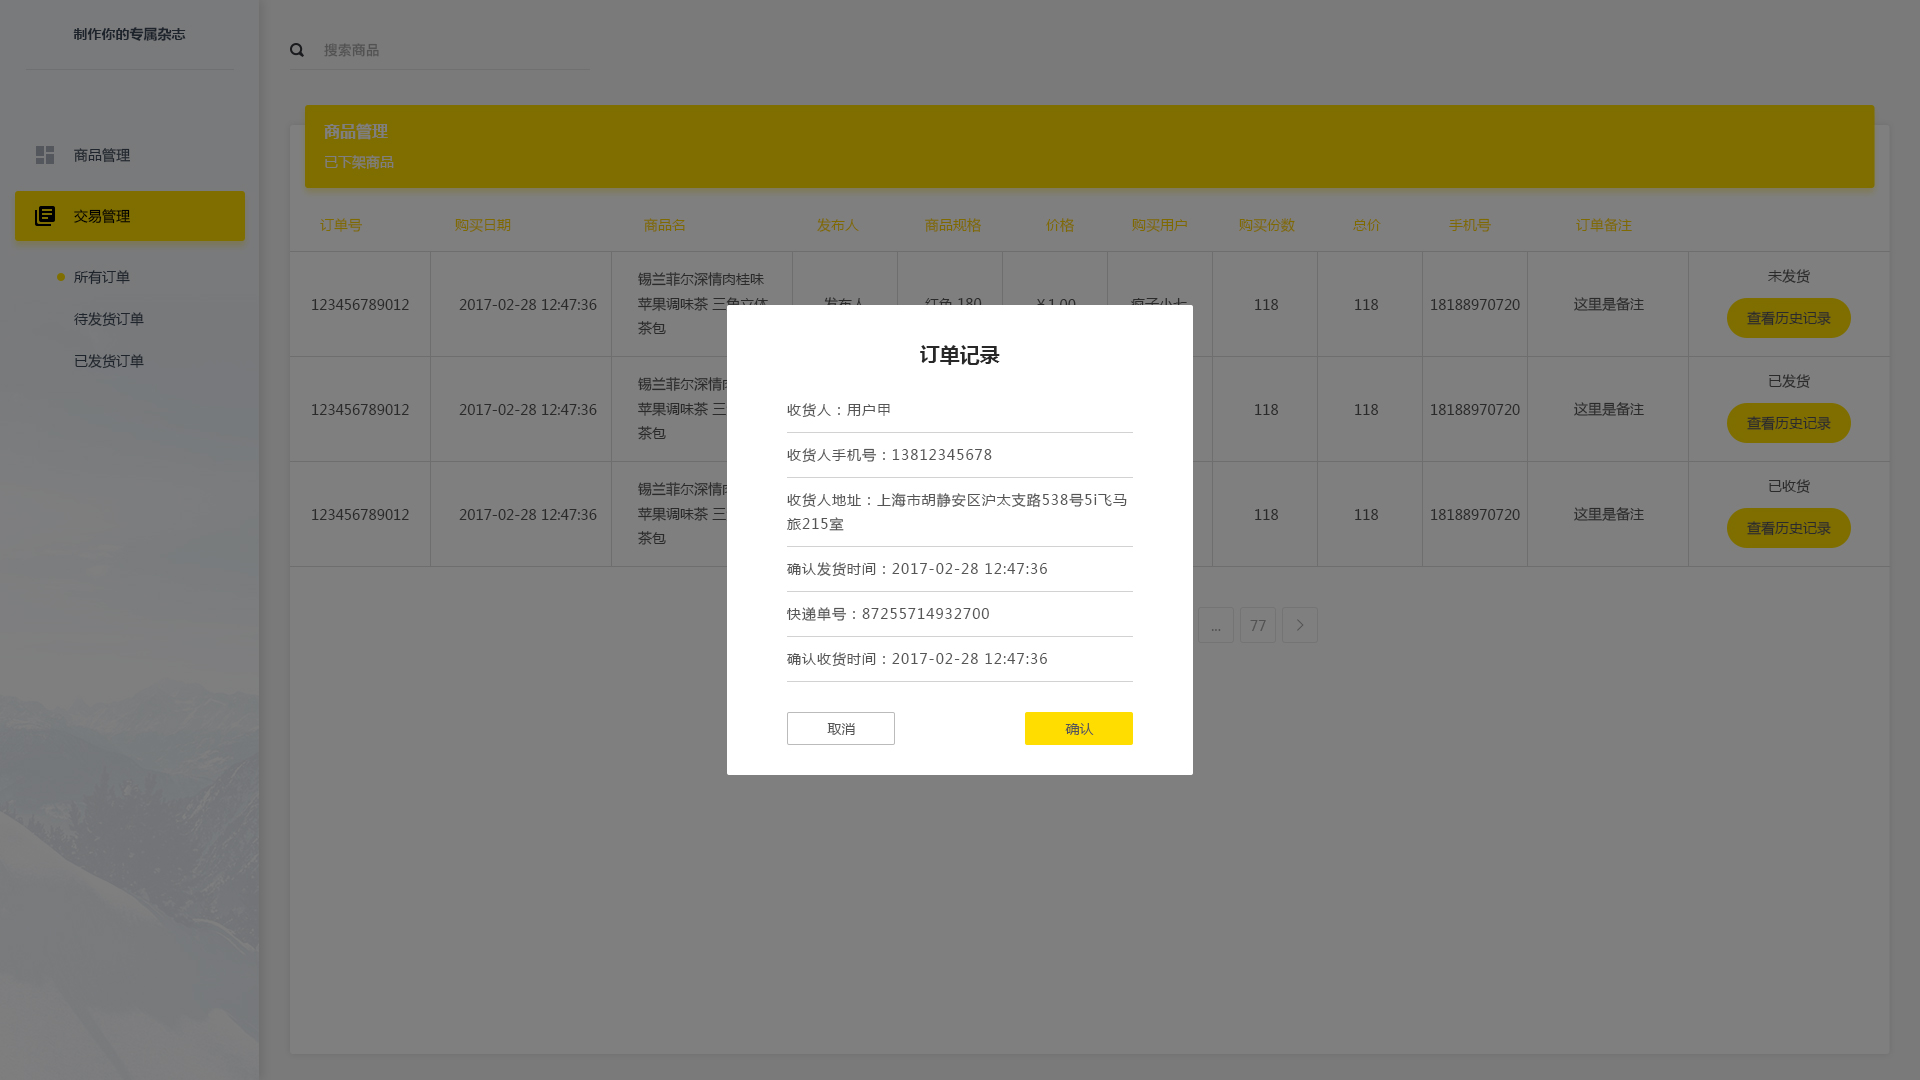 制作你的专属杂志
搜索商品
商品管理
已下架商品
商品管理
交易管理
所有订单
待发货订单
已发货订单
订单号 购买日期 商品名 发布人 商品规格 价格 购买用户 购买份数 总价 手机号 订单备注
123456789012 2017-02-28 12:47:36 锡兰菲尔深情肉桂味 发布人 红色 180 ￥1.00 疯子小七 118 118 18188970720 这里是备注 未发货
苹果调味茶 三角立体
茶包
查看历史记录
123456789012 2017-02-28 12:47:36 锡兰菲尔深情 118 118 18188970720 这里是备注 已发货
苹果调味茶 三
茶包
查看历史记录
123456789012 2017-02-28 12:47:36 锡兰菲尔深情 118 118 18188970720 这里是备注 已收货
苹果调味茶 三
茶包
查看历史记录
... 77
订单记录
收货人：用户甲
收货人手机号：13812345678
收货人地址：上海市胡静安区沪太支路538号5i飞马
旅215室
确认发货时间：2017-02-28 12:47:36
快递单号：87255714932700
确认收货时间：2017-02-28 12:47:36
取消 确认